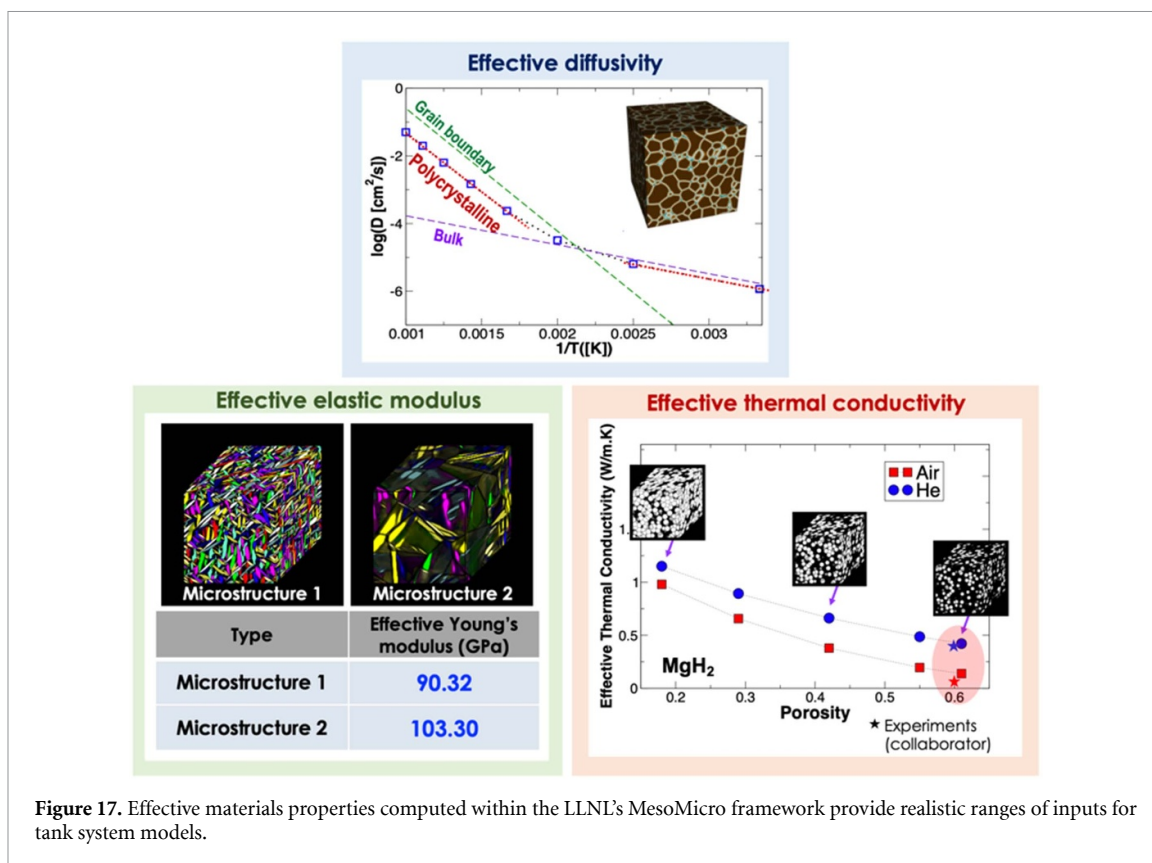 Effective diffusivity
0
-2
-4
-6
log(D [cm²/s])
Grain boundary
Polycrystalline
Bulk
0.001 0.0015 0.002 0.0025 0.003
1/T([K])
Effective elastic modulus
Microstructure 1 Microstructure 2
Type Effective Young's
modulus (GPa)
Microstructure 1 90.32
Microstructure 2 103.30
Effective thermal conductivity
Effective Thermal Conductivity (W/m.K)
Air
He
1
0.5
0
MgH₂
0.2 0.3 0.4 0.5 0.6
Porosity
★ Experiments
(collaborator)
Figure 17. Effective materials properties computed within the LLNL's MesoMicro framework provide realistic ranges of inputs for
tank system models.